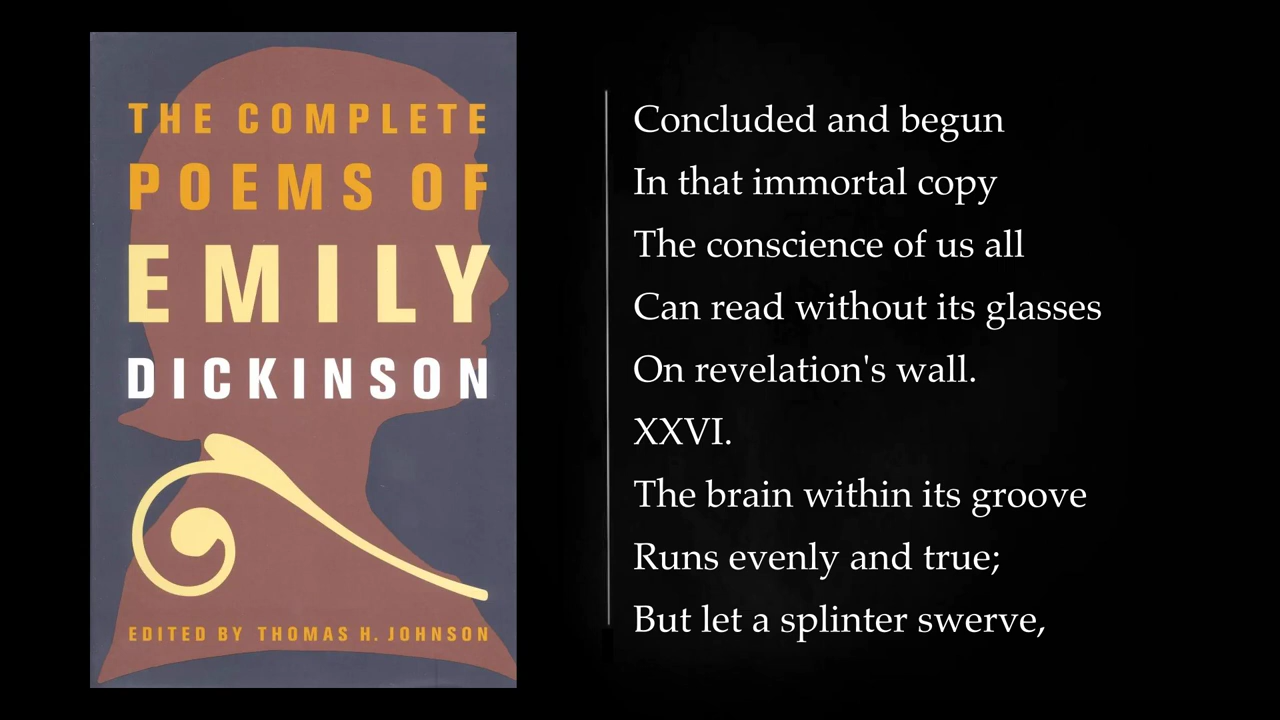 THE COMPLETE
POEMS OF
EMILY
DICKINSON
EDITED BY THOMAS H. JOHNSON
Concluded and begun
In that immortal copy
The conscience of us all
Can read without its glasses
On revelation's wall.
XXVI.
The brain within its groove
Runs evenly and true;
But let a splinter swerve,